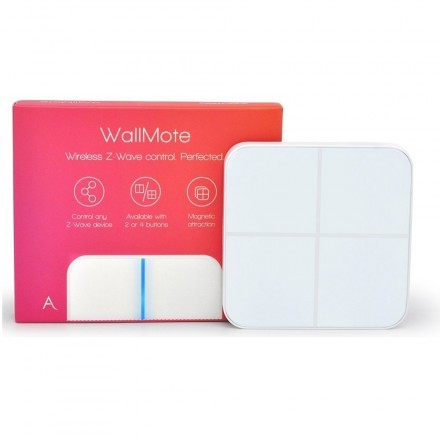 WallMote
Wireless Z-Wave control. Perfected.
Control any
Z Wave device
Available with
2 or 4 buttons
Magnetic
attraction
A